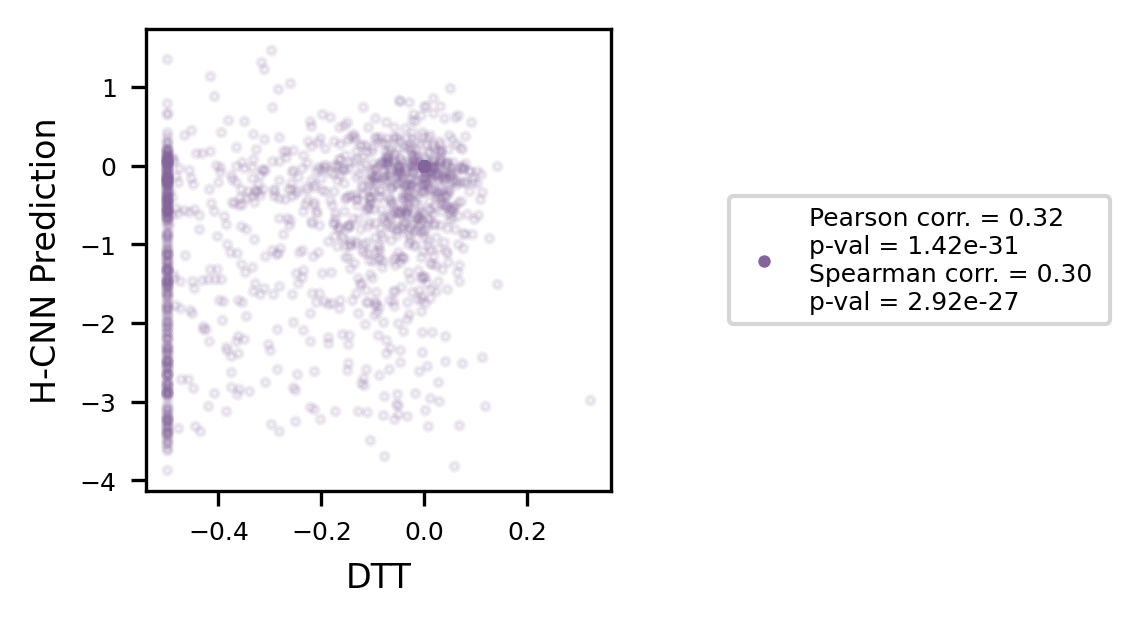 1
0
−1
−2
−3
−4
H-CNN Prediction
−0.4
−0.2
0.0
0.2
DTT
Pearson corr. = 0.32
p-val = 1.42e-31
Spearman corr. = 0.30
p-val = 2.92e-27